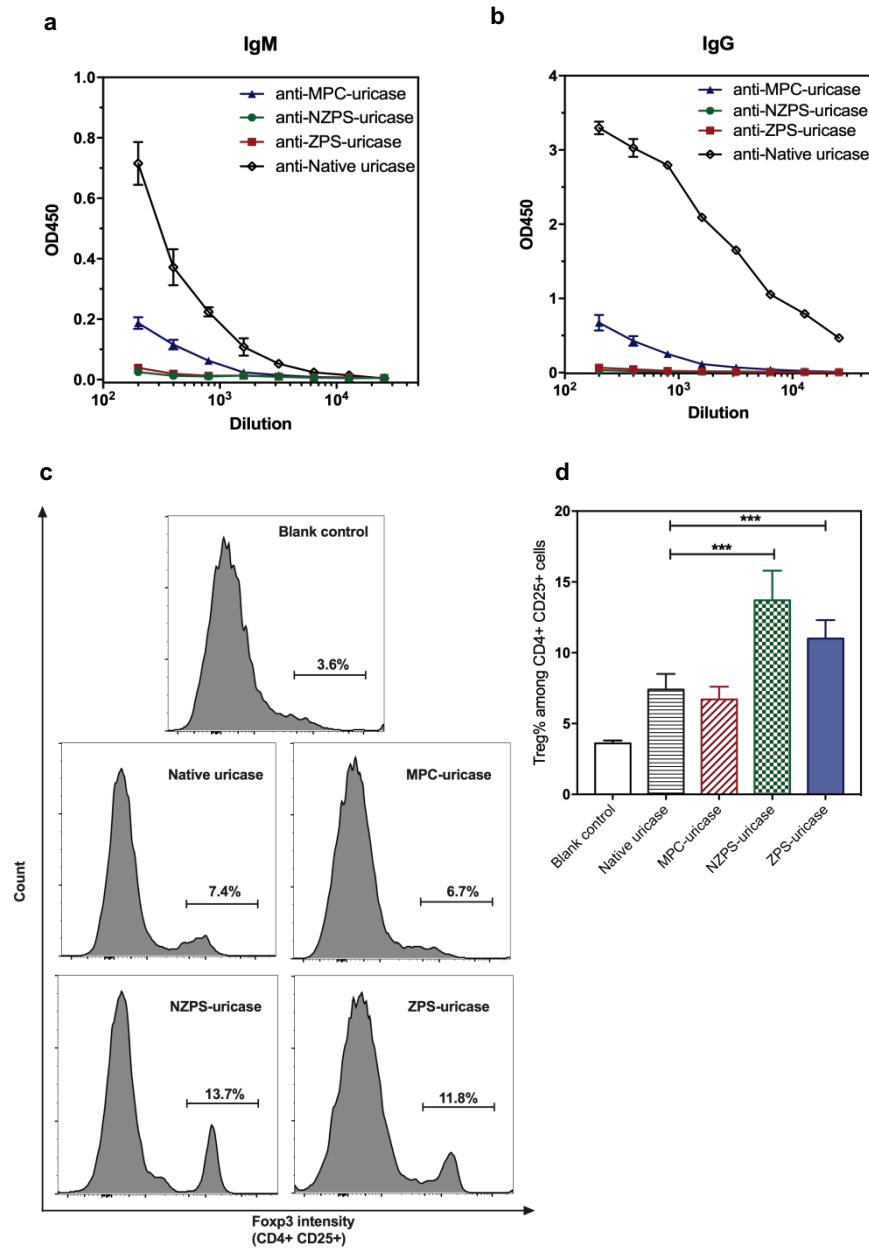 a
IgM
1.0
0.8
0.6
0.4
0.2
0.0
OD450
10²
10³
10⁴
Dilution
anti-MPC-uricase
anti-NZPS-uricase
anti-ZPS-uricase
anti-Native uricase
b
IgG
4
3
2
1
0
OD450
10²
10³
10⁴
Dilution
anti-MPC-uricase
anti-NZPS-uricase
anti-ZPS-uricase
anti-Native uricase
c
Blank control
3.6%
Native uricase
7.4%
MPC-uricase
6.7%
NZPS-uricase
13.7%
ZPS-uricase
11.8%
Count
Foxp3 intensity
(CD4+ CD25+)
d
20
15
10
5
0
Treg% among CD4+ CD25+ cells
***
***
Blank control
Native uricase
MPC-uricase
NZPS-uricase
ZPS-uricase